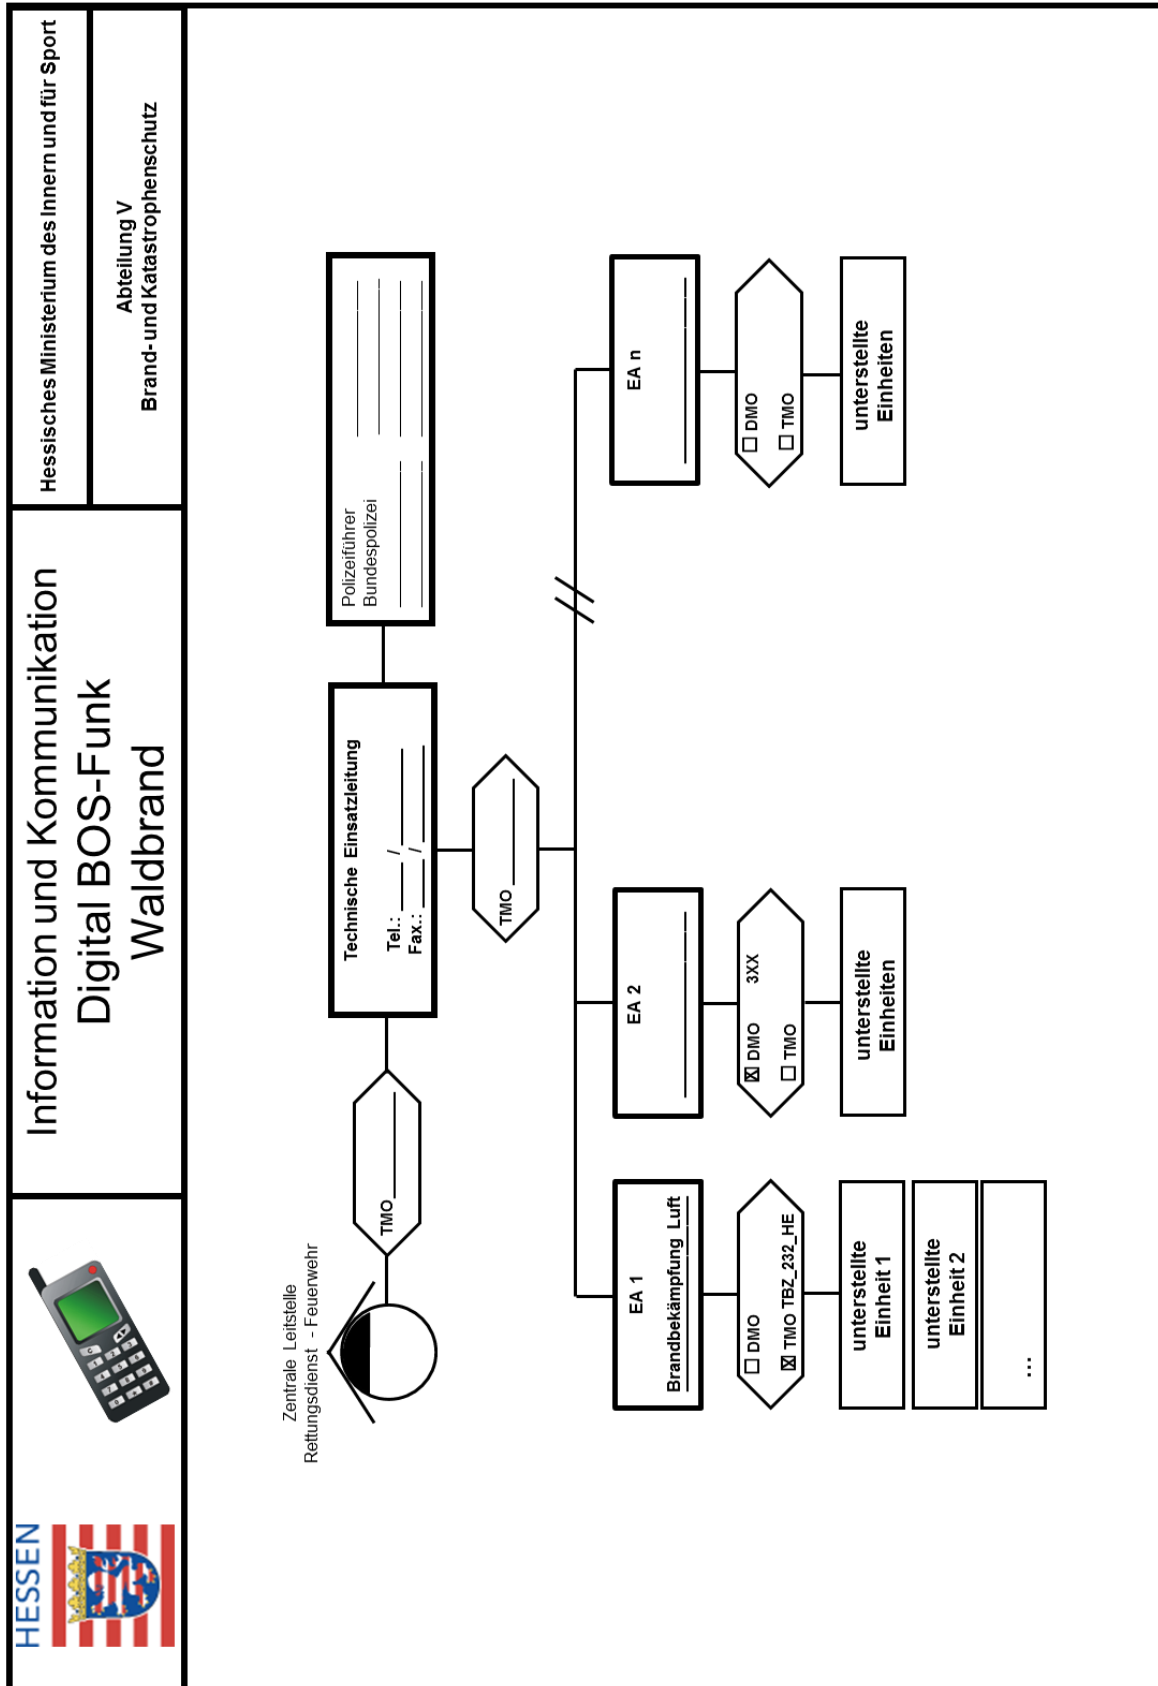 HESSEN
Information und Kommunikation
Digital BOS-Funk
Waldbrand
Hessisches Ministerium des Innern und für Sport
Abteilung V
Brand- und Katastrophenschutz
Zentrale Leitstelle
Rettungsdienst - Feuerwehr
TMO
Technische Einsatzleitung
Tel.: /
Fax.: /
Polizeiführer
Bundespolizei
TMO
EA 1
Brandbekämpfung Luft
☐ DMO
☒ TMO TBZ_232_HE
unterstellte
Einheit 1
unterstellte
Einheit 2
...
EA 2
☒ DMO 3XX
☐ TMO
unterstellte
Einheiten
EA n
☐ DMO
☐ TMO
unterstellte
Einheiten